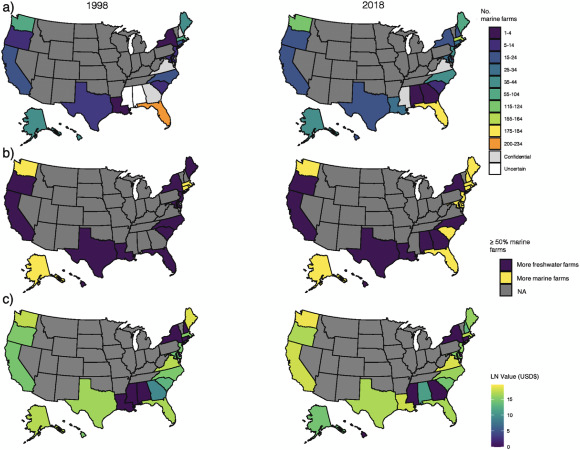 1998
2018
a)
No.
marine farms
1-4
5-14
15-24
25-34
35-44
55-104
115-124
165-164
175-184
200-234
Confidential
Uncertain
b)
≥ 50% marine
farms
More freshwater farms
More marine farms
NA
c)
LN Value (USD$)
15
10
5
0